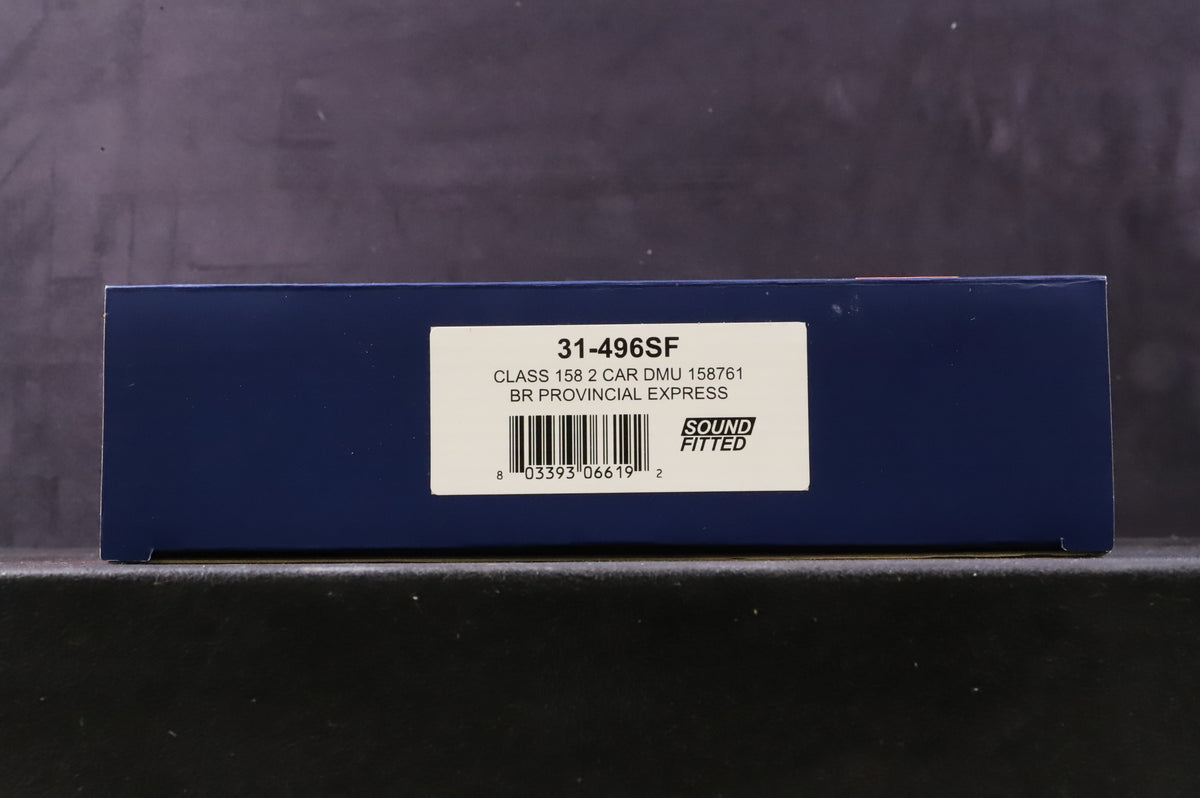 31-496SF
CLASS 158 2 CAR DMU 158761
BR PROVINCIAL EXPRESS
SOUND
FITTED
8 03393 06619 2